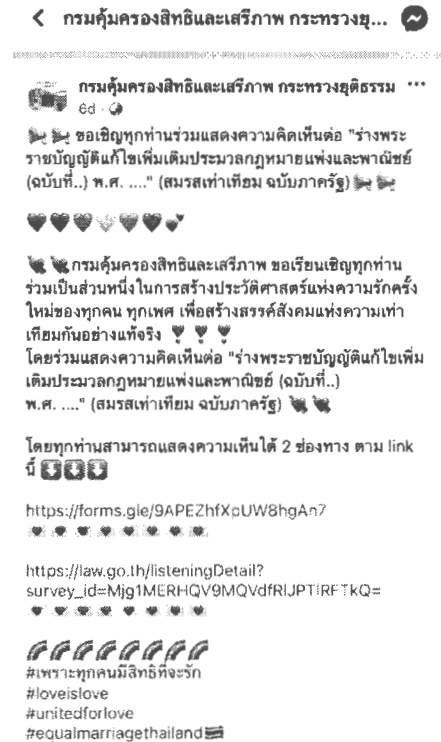 กรมคุ้มครองสิทธิและเสรีภาพ กระทรวงยุ...
กรมคุ้มครองสิทธิและเสรีภาพ กระทรวงยุติธรรม
6d
ขอเชิญทุกท่านร่วมแสดงความคิดเห็นต่อ "ร่างพระ
ราชบัญญัติแก้ไขเพิ่มเติมประมวลกฎหมายแพ่งและพาณิชย์
(ฉบับที่..) พ.ศ. ...." (สมรสเท่าเทียม ฉบับภาครัฐ)
กรมคุ้มครองสิทธิและเสรีภาพ ขอเรียนเชิญทุกท่าน
ร่วมเป็นส่วนหนึ่งในการสร้างประวัติศาสตร์แห่งความรักครั้ง
ใหม่ของทุกคน ทุกเพศ เพื่อสร้างสรรค์สังคมแห่งความเท่า
เทียมกันอย่างแท้จริง
โดยร่วมแสดงความคิดเห็นต่อ "ร่างพระราชบัญญัติแก้ไขเพิ่ม
เติมประมวลกฎหมายแพ่งและพาณิชย์ (ฉบับที่..)
พ.ศ. ...." (สมรสเท่าเทียม ฉบับภาครัฐ)
โดยทุกท่านสามารถแสดงความเห็นได้ 2 ช่องทาง ตาม link
นี้
https://forms.gle/9APEZhfXpUW8hgAn7
https://law.go.th/listeningDetail?
survey_id=Mjg1MERHQV9MQVdfRlJPTlRFTkQ=
#เพราะทุกคนมีสิทธิที่จะรัก
#loveislove
#unitedforlove
#equalmarriagethailand